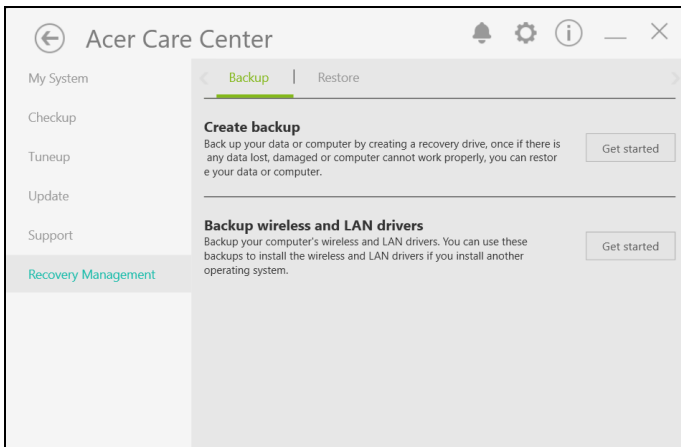 Acer Care Center
My System
Checkup
Tuneup
Update
Support
Recovery Management
Backup
Restore
Create backup
Back up your data or computer by creating a recovery drive, once if there is
any data lost, damaged or computer cannot work properly, you can restor
e your data or computer.
Get started
Backup wireless and LAN drivers
Backup your computer's wireless and LAN drivers. You can use these
backups to install the wireless and LAN drivers if you install another
operating system.
Get started